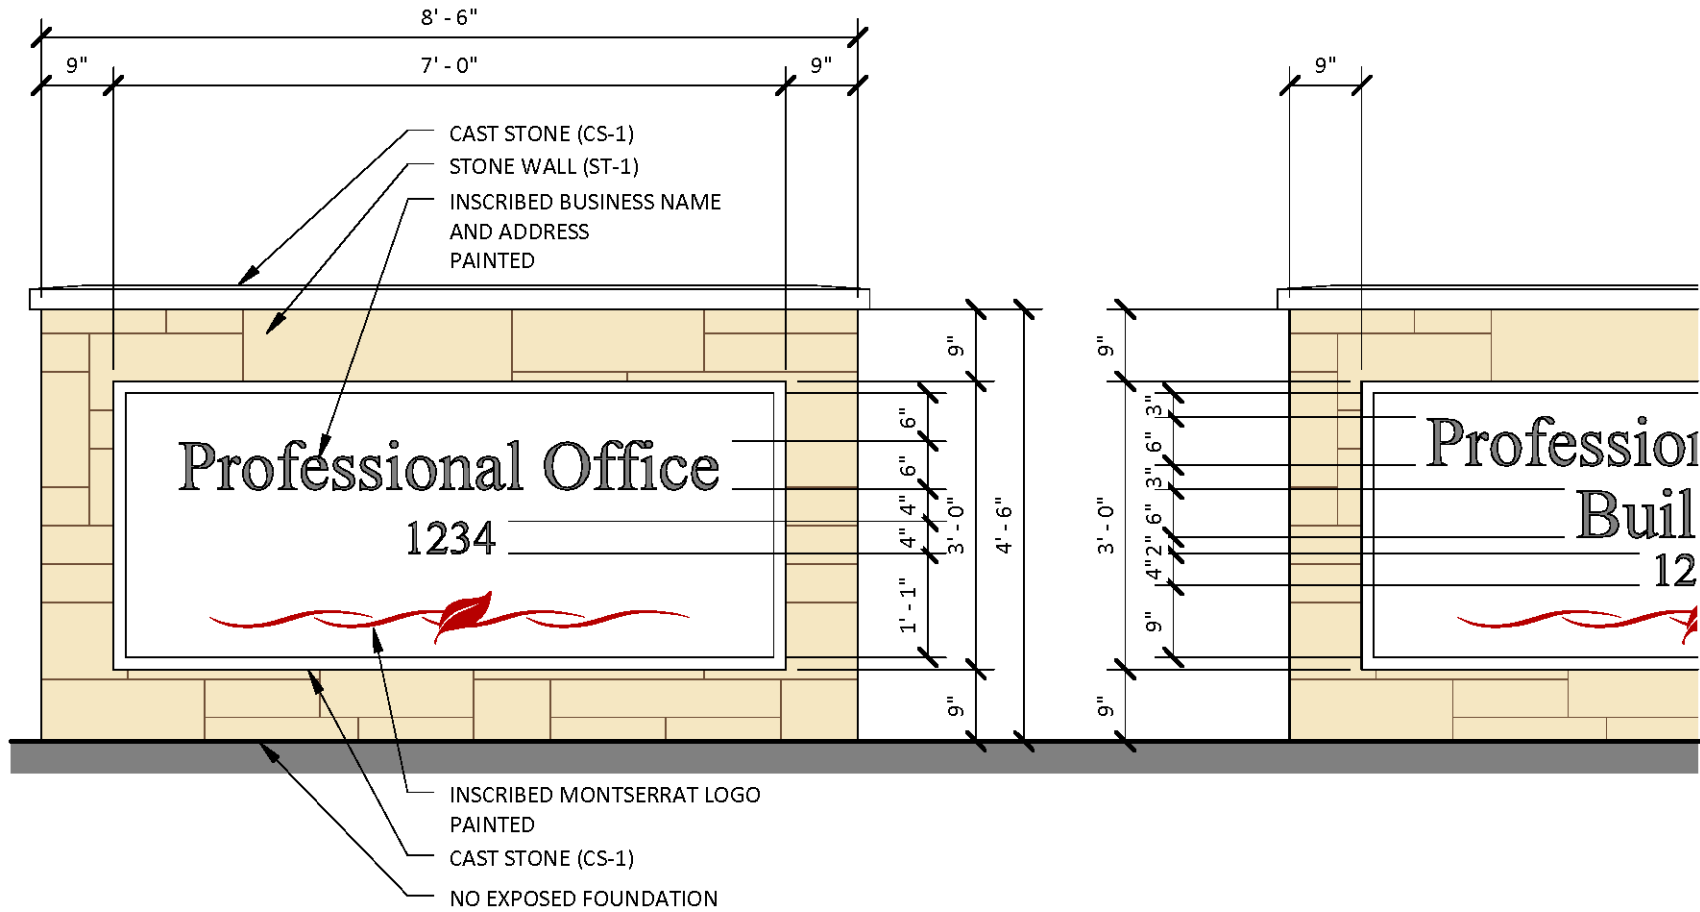 8' - 6"
9"
7' - 0"
9"
9"
CAST STONE (CS-1)
STONE WALL (ST-1)
INSCRIBED BUSINESS NAME
AND ADDRESS
PAINTED
9"
6"
6"
4"
4"
1' - 1"
3' - 0"
9"
4' - 6"
9"
3' - 0"
9"
3"
6"
3"
6"
2"
4"
9"
Professional Office
1234
Profession
Buil
12
INSCRIBED MONTSERRAT LOGO
PAINTED
CAST STONE (CS-1)
NO EXPOSED FOUNDATION